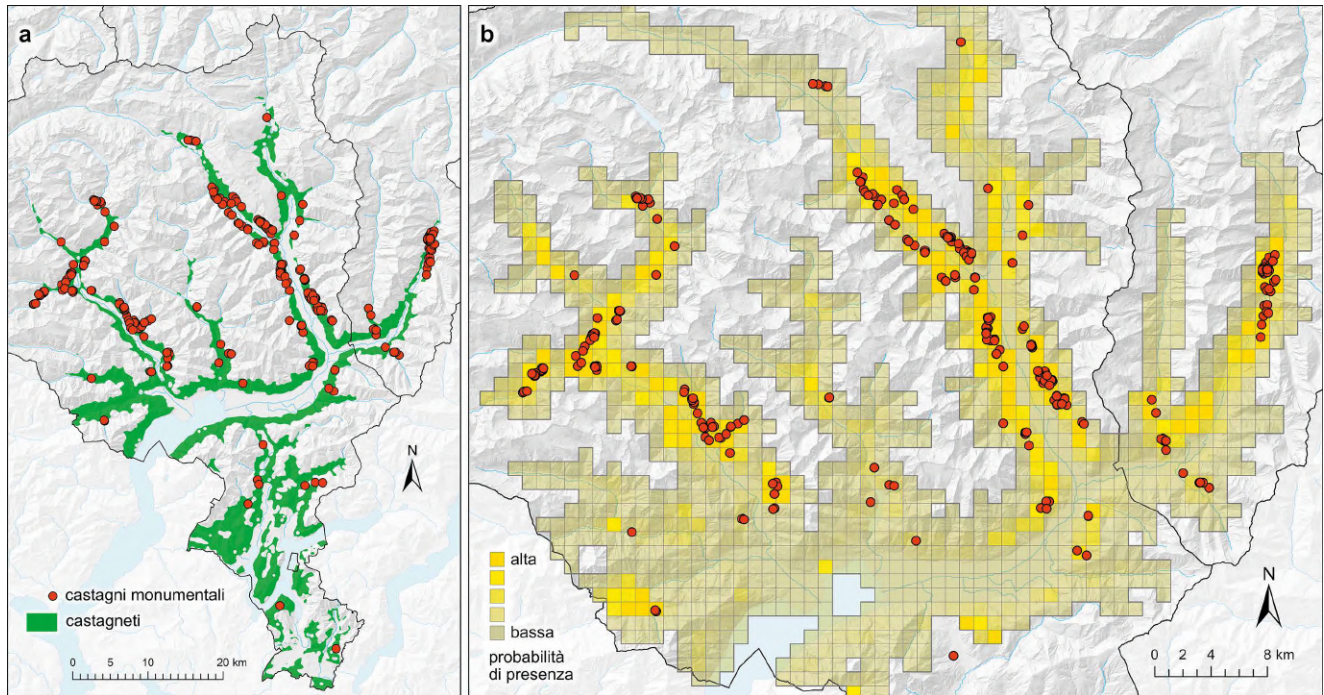 a
N
castagni monumentali
castagneti
0 5 10 20 km
b
alta
bassa
probabilità
di presenza
N
0 2 4 8 km